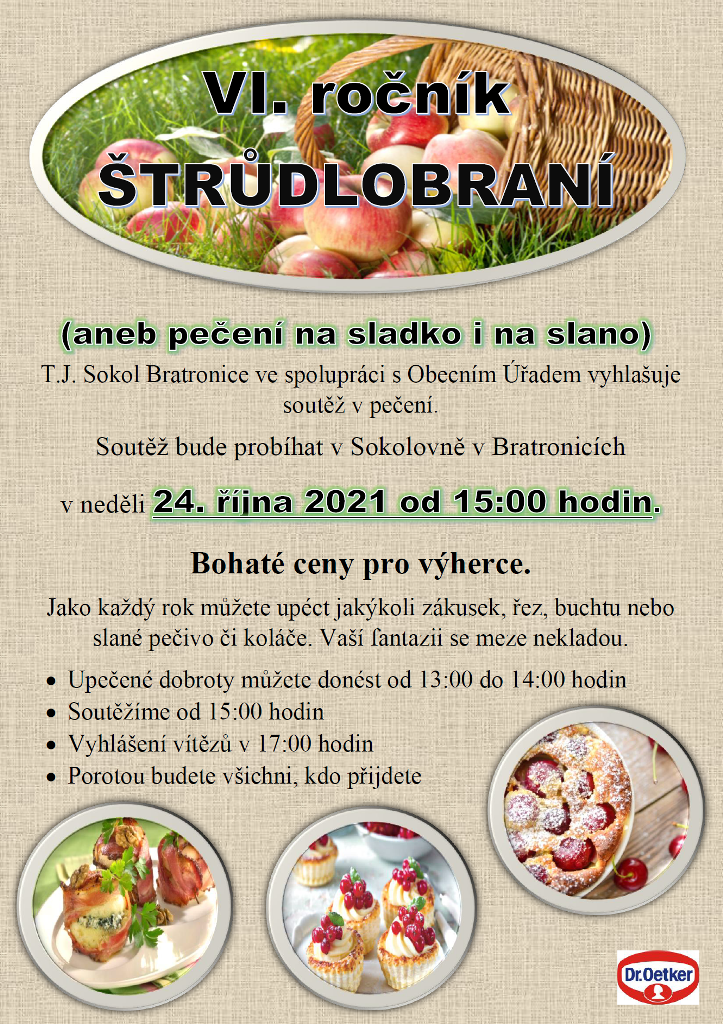 VI. ročník
ŠTRŮDLOBRANÍ
(aneb pečení na sladko i na slano)
T.J. Sokol Bratronice ve spolupráci s Obecním Úřadem vyhlašuje
soutěž v pečení.
Soutěž bude probíhat v Sokolovně v Bratronicích
v neděli 24. října 2021 od 15:00 hodin.
Bohaté ceny pro výherce.
Jako každý rok můžete upéct jakýkoli zákusek, řez, buchtu nebo
slané pečivo či koláče. Vaší fantazii se meze nekladou.
• Upečené dobroty můžete donést od 13:00 do 14:00 hodin
• Soutěžíme od 15:00 hodin
• Vyhlášení vítězů v 17:00 hodin
• Porotou budete všichni, kdo přijdete
Dr.Oetker